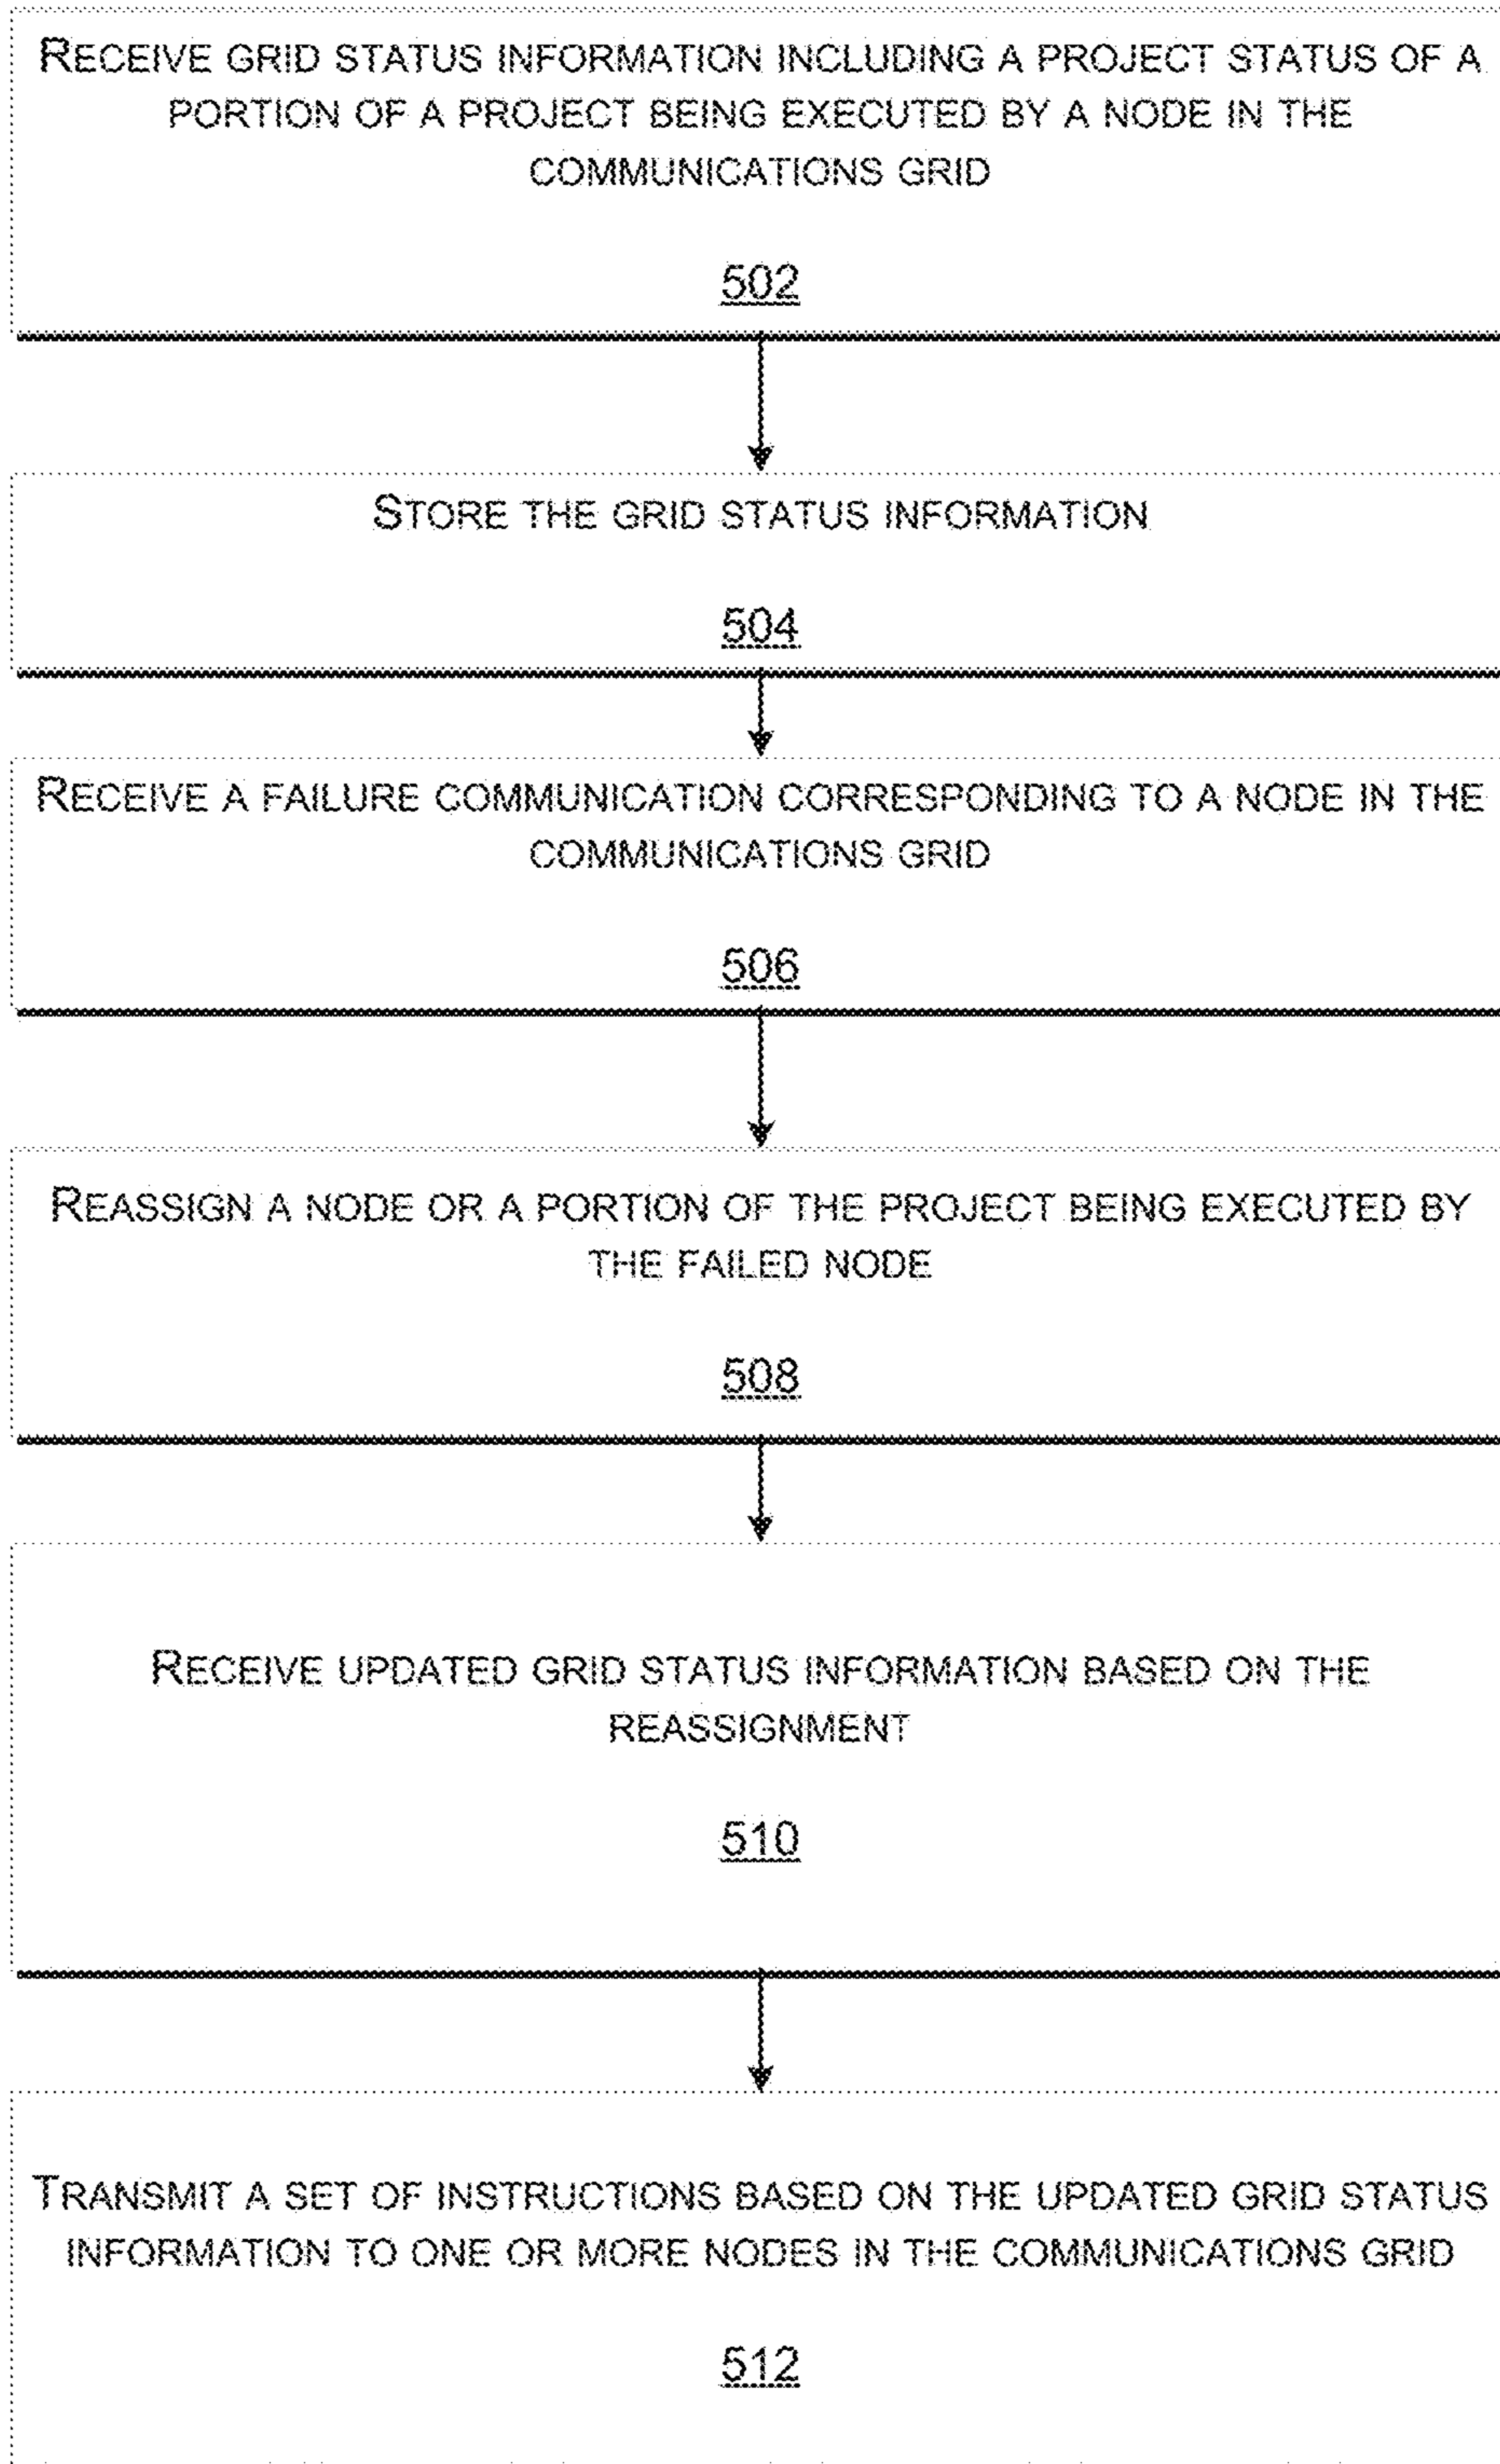 RECEIVE GRID STATUS INFORMATION INCLUDING A PROJECT STATUS OF A
PORTION OF A PROJECT BEING EXECUTED BY A NODE IN THE
COMMUNICATIONS GRID
502
STORE THE GRID STATUS INFORMATION
504
RECEIVE A FAILURE COMMUNICATION CORRESPONDING TO A NODE IN THE
COMMUNICATIONS GRID
506
REASSIGN A NODE OR A PORTION OF THE PROJECT BEING EXECUTED BY
THE FAILED NODE
508
RECEIVE UPDATED GRID STATUS INFORMATION BASED ON THE
REASSIGNMENT
510
TRANSMIT A SET OF INSTRUCTIONS BASED ON THE UPDATED GRID STATUS
INFORMATION TO ONE OR MORE NODES IN THE COMMUNICATIONS GRID
512